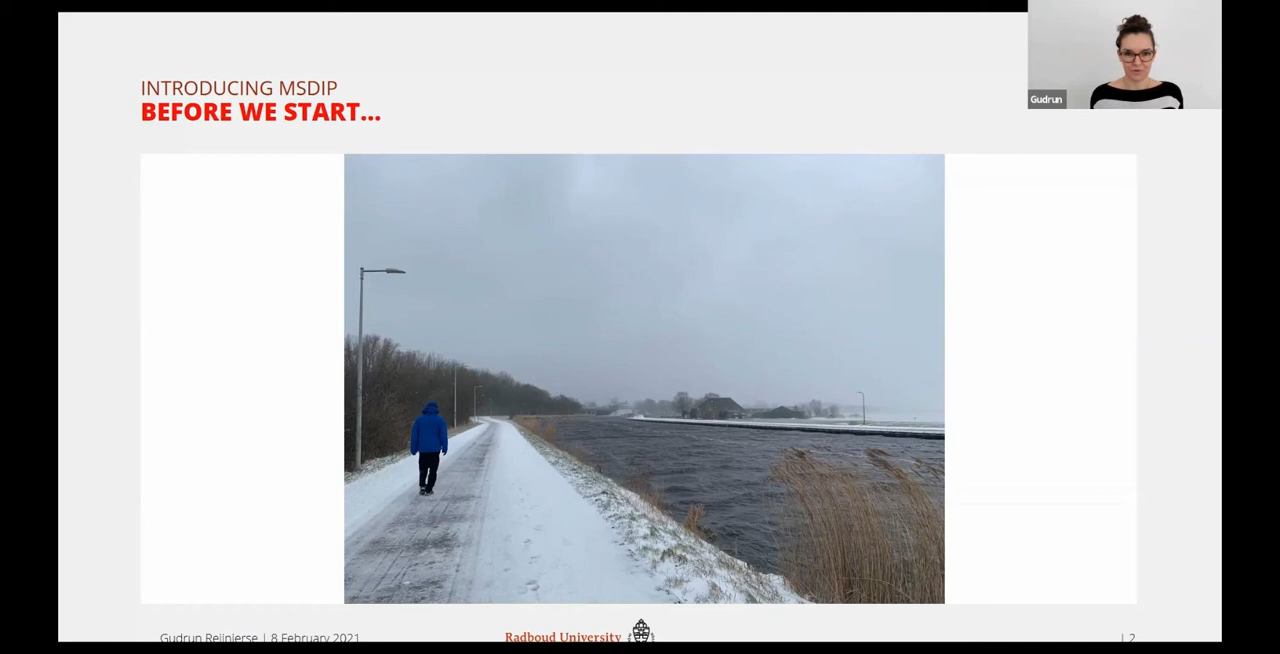 INTRODUCING MSDIP
BEFORE WE START...
Gudrun
Gudrun Reijnierse | 8 February 2021
Radboud University
| 2